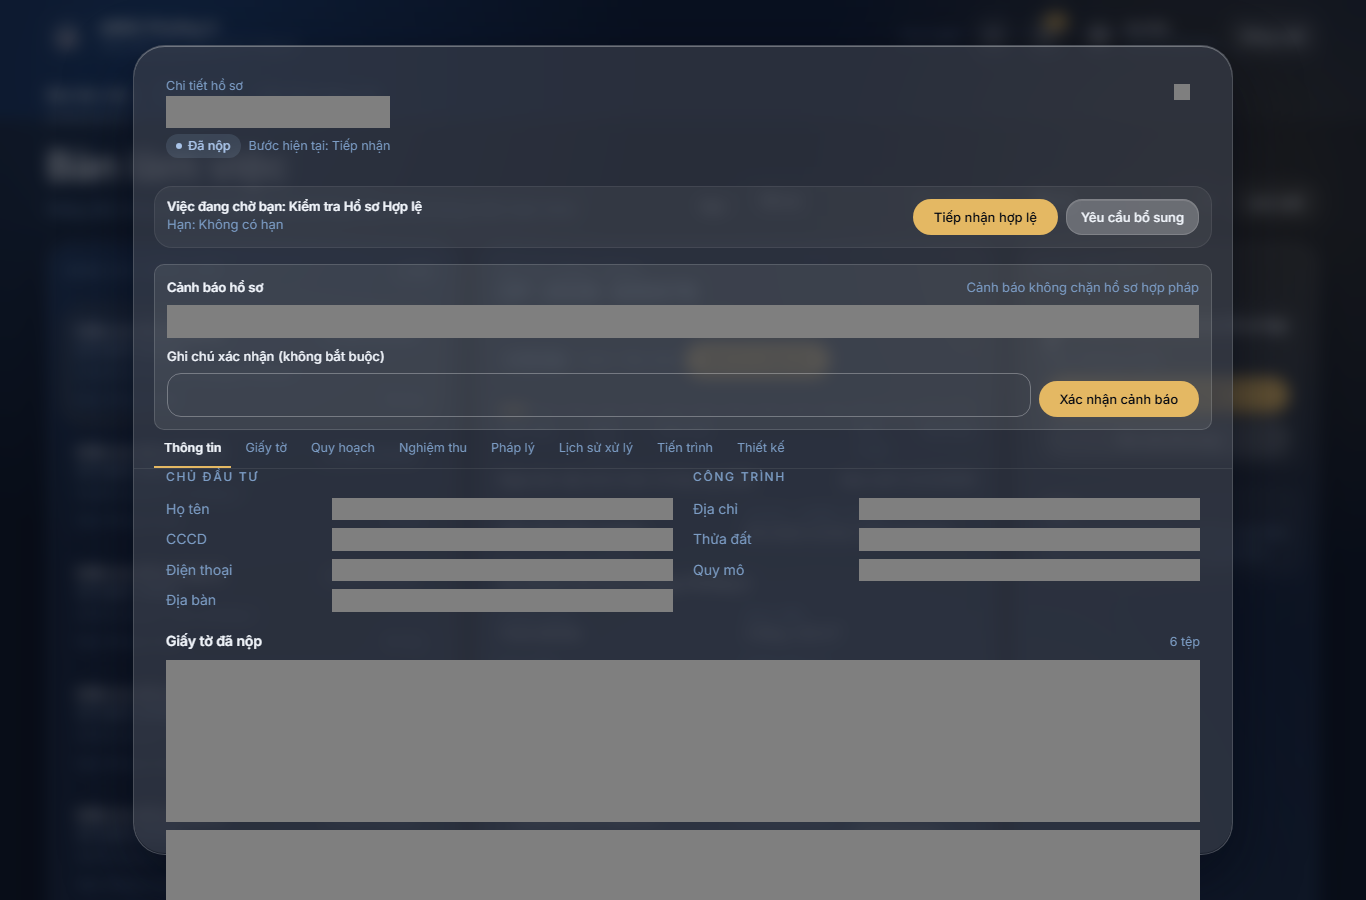 Chi tiết hồ sơ
Đã nộp
Bước hiện tại: Tiếp nhận
Việc đang chờ bạn: Kiểm tra Hồ sơ Hợp lệ
Hạn: Không có hạn
Tiếp nhận hợp lệ
Yêu cầu bổ sung
Cảnh báo hồ sơ
Cảnh báo không chặn hồ sơ hợp pháp
Ghi chú xác nhận (không bắt buộc)
Xác nhận cảnh báo
Thông tin
Giấy tờ
Quy hoạch
Nghiệm thu
Pháp lý
Lịch sử xử lý
Tiến trình
Thiết kế
CHỦ ĐẦU TƯ
Họ tên
CCCD
Điện thoại
Địa bàn
CÔNG TRÌNH
Địa chỉ
Thửa đất
Quy mô
Giấy tờ đã nộp
6 tệp